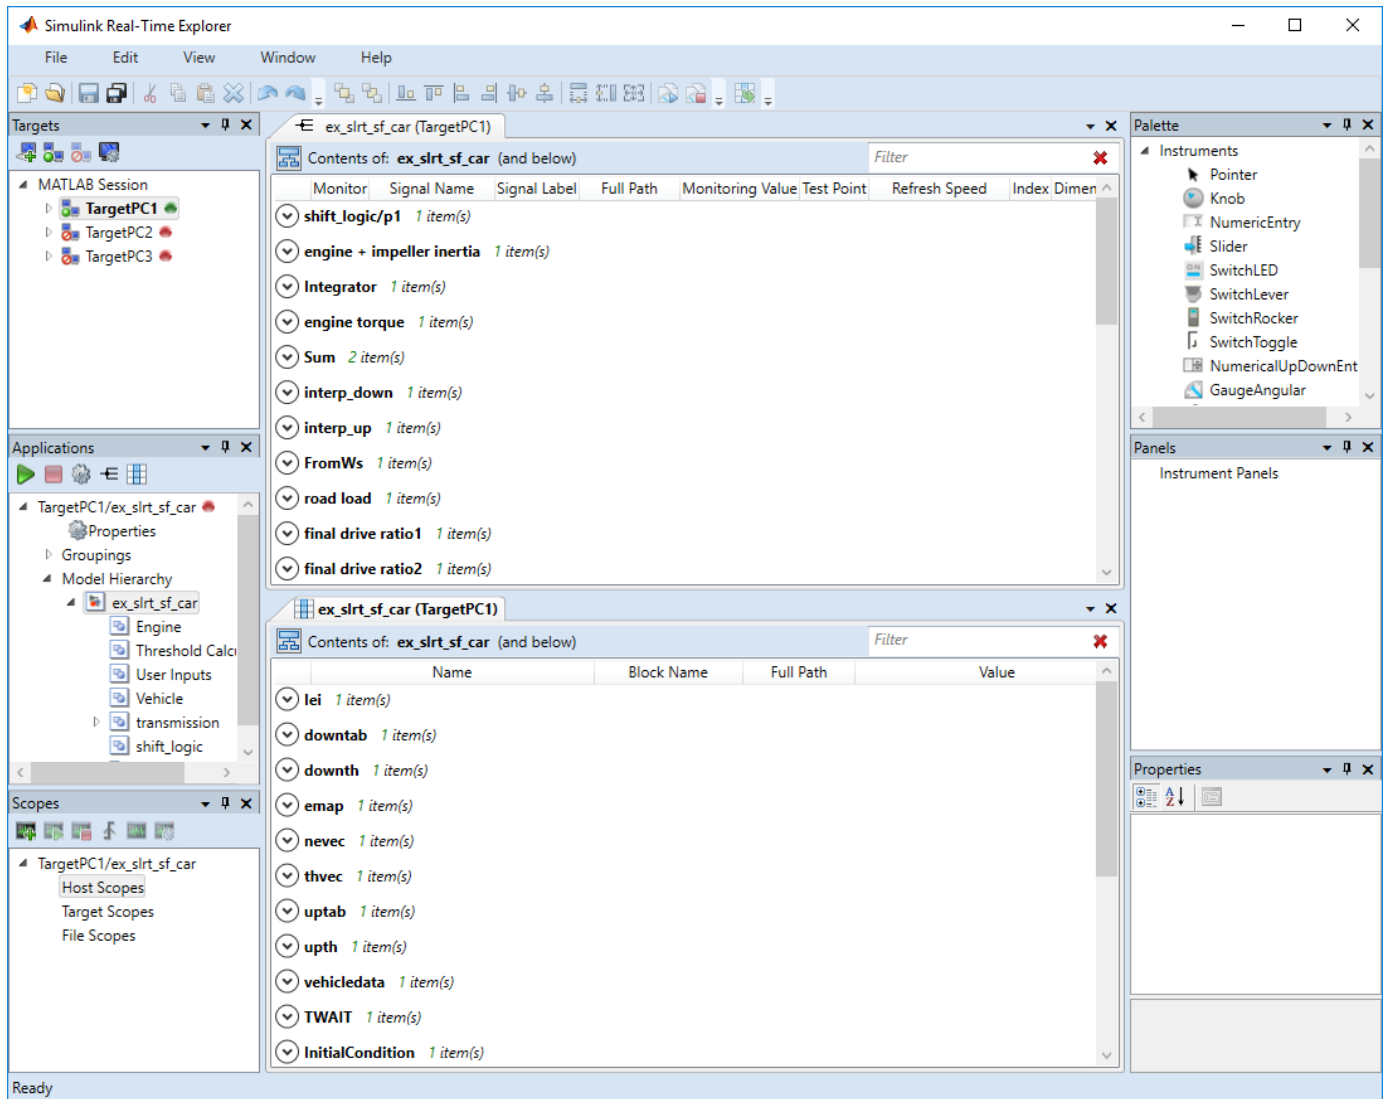 Simulink Real-Time Explorer
File Edit View Window Help
Targets
MATLAB Session
TargetPC1
TargetPC2
TargetPC3
Applications
TargetPC1/ex_slrt_sf_car
Properties
Groupings
Model Hierarchy
ex_slrt_sf_car
Engine
Threshold Calc
User Inputs
Vehicle
transmission
shift_logic
Scopes
TargetPC1/ex_slrt_sf_car
Host Scopes
Target Scopes
File Scopes
ex_slrt_sf_car (TargetPC1)
Contents of: ex_slrt_sf_car (and below) Filter
Monitor Signal Name Signal Label Full Path Monitoring Value Test Point Refresh Speed Index Dimen
shift_logic/p1 1 item(s)
engine + impeller inertia 1 item(s)
Integrator 1 item(s)
engine torque 1 item(s)
Sum 2 item(s)
interp_down 1 item(s)
interp_up 1 item(s)
FromWs 1 item(s)
road load 1 item(s)
final drive ratio1 1 item(s)
final drive ratio2 1 item(s)
ex_slrt_sf_car (TargetPC1)
Contents of: ex_slrt_sf_car (and below) Filter
Name Block Name Full Path Value
Iei 1 item(s)
downtab 1 item(s)
downth 1 item(s)
emap 1 item(s)
nevec 1 item(s)
thvec 1 item(s)
uptab 1 item(s)
upth 1 item(s)
vehicledata 1 item(s)
TWAIT 1 item(s)
InitialCondition 1 item(s)
Palette
Instruments
Pointer
Knob
NumericEntry
Slider
ON SwitchLED
SwitchLever
SwitchRocker
SwitchToggle
NumericalUpDownEnt
GaugeAngular
Panels
Instrument Panels
Properties
A
Z
Ready